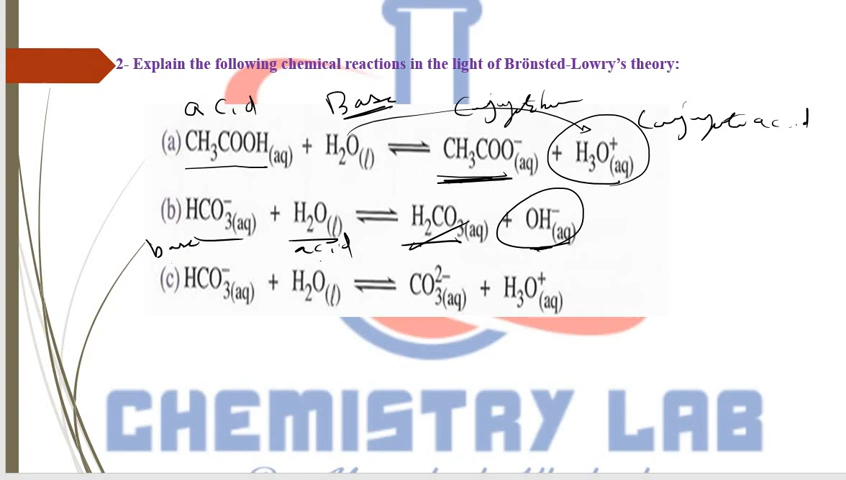 2- Explain the following chemical reactions in the light of Brönsted-Lowry’s theory:
acid Base
conjugate acid
(a) CH₃COOH(aq) + H₂O(l) ⇌ CH₃COO⁻(aq) + H₃O⁺(aq)
(b) HCO₃⁻(aq) + H₂O(l) ⇌ H₂CO₃(aq) + OH⁻(aq)
base acid
(c) HCO₃⁻(aq) + H₂O(l) ⇌ CO₃²⁻(aq) + H₃O⁺(aq)
CHEMISTRY LAB